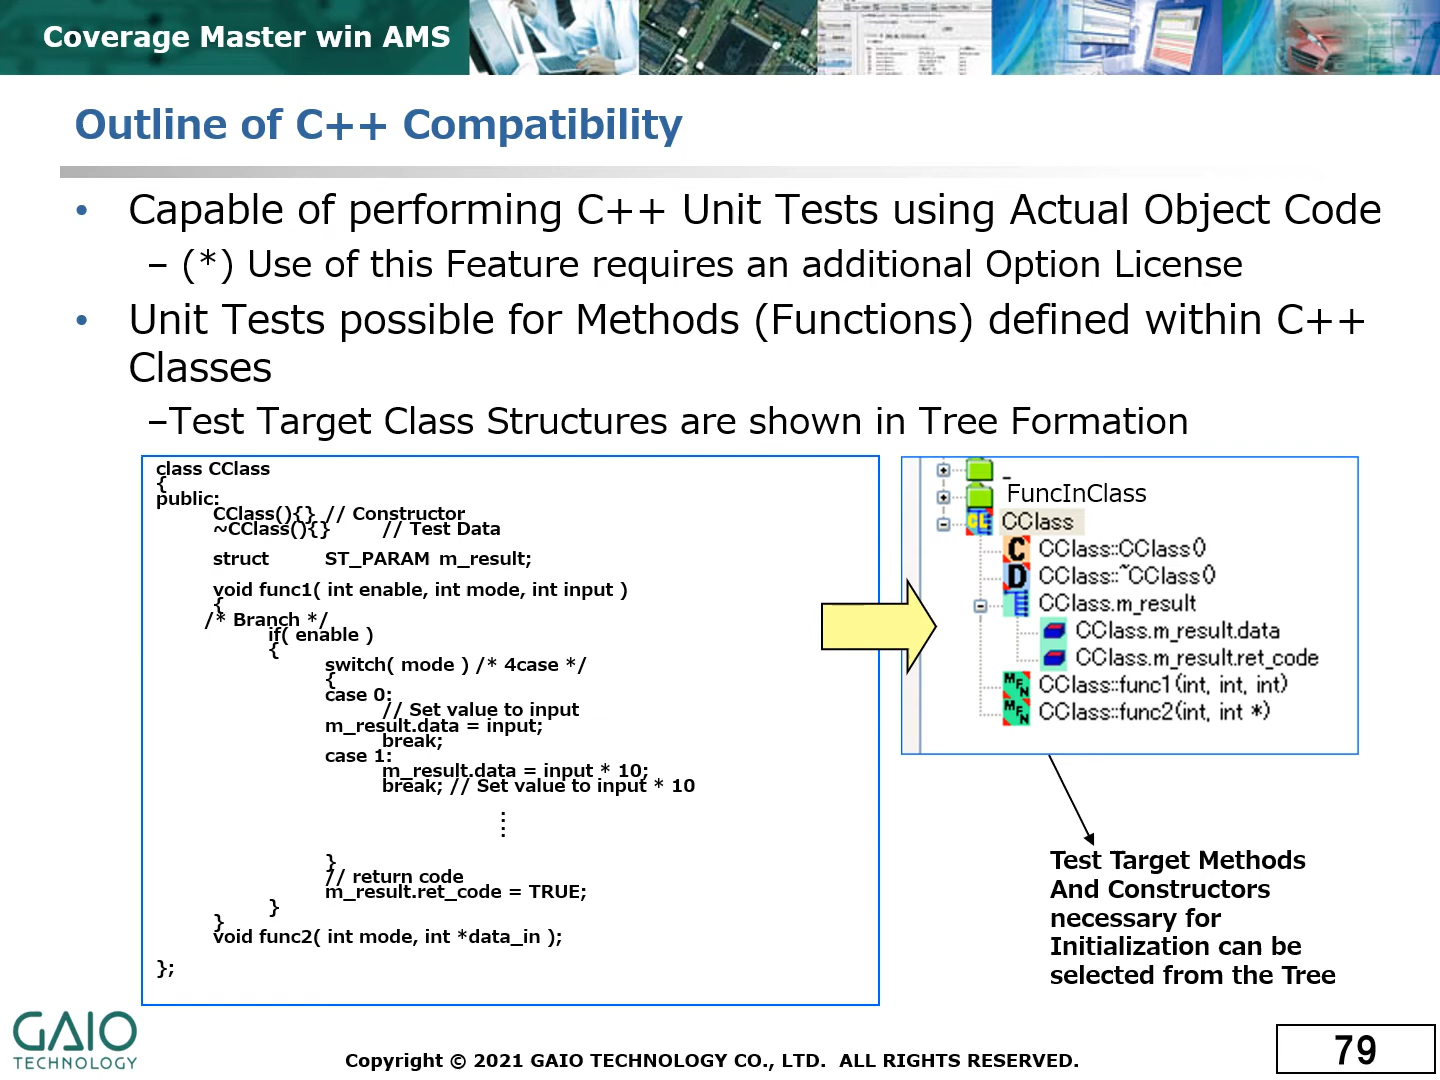 Coverage Master win AMS
Outline of C++ Compatibility
• Capable of performing C++ Unit Tests using Actual Object Code
– (*) Use of this Feature requires an additional Option License
• Unit Tests possible for Methods (Functions) defined within C++
Classes
–Test Target Class Structures are shown in Tree Formation
class CClass
{
public:
CClass(){} // Constructor
~CClass(){} // Test Data
struct ST_PARAM m_result;
void func1( int enable, int mode, int input )
{
/* Branch */
if( enable )
{
switch( mode ) /* 4case */
{
case 0:
// Set value to input
m_result.data = input;
break;
case 1:
m_result.data = input * 10;
break; // Set value to input * 10
⋮
}
// return code
m_result.ret_code = TRUE;
}
}
void func2( int mode, int *data_in );
};
_
FuncInClass
CL CClass
C CClass::CClass()
D CClass::~CClass()
CClass.m_result
CClass.m_result.data
CClass.m_result.ret_code
MFN CClass::func1(int, int, int)
MFN CClass::func2(int, int *)
Test Target Methods
And Constructors
necessary for
Initialization can be
selected from the Tree
GAIO
TECHNOLOGY
Copyright © 2021 GAIO TECHNOLOGY CO., LTD. ALL RIGHTS RESERVED.
79